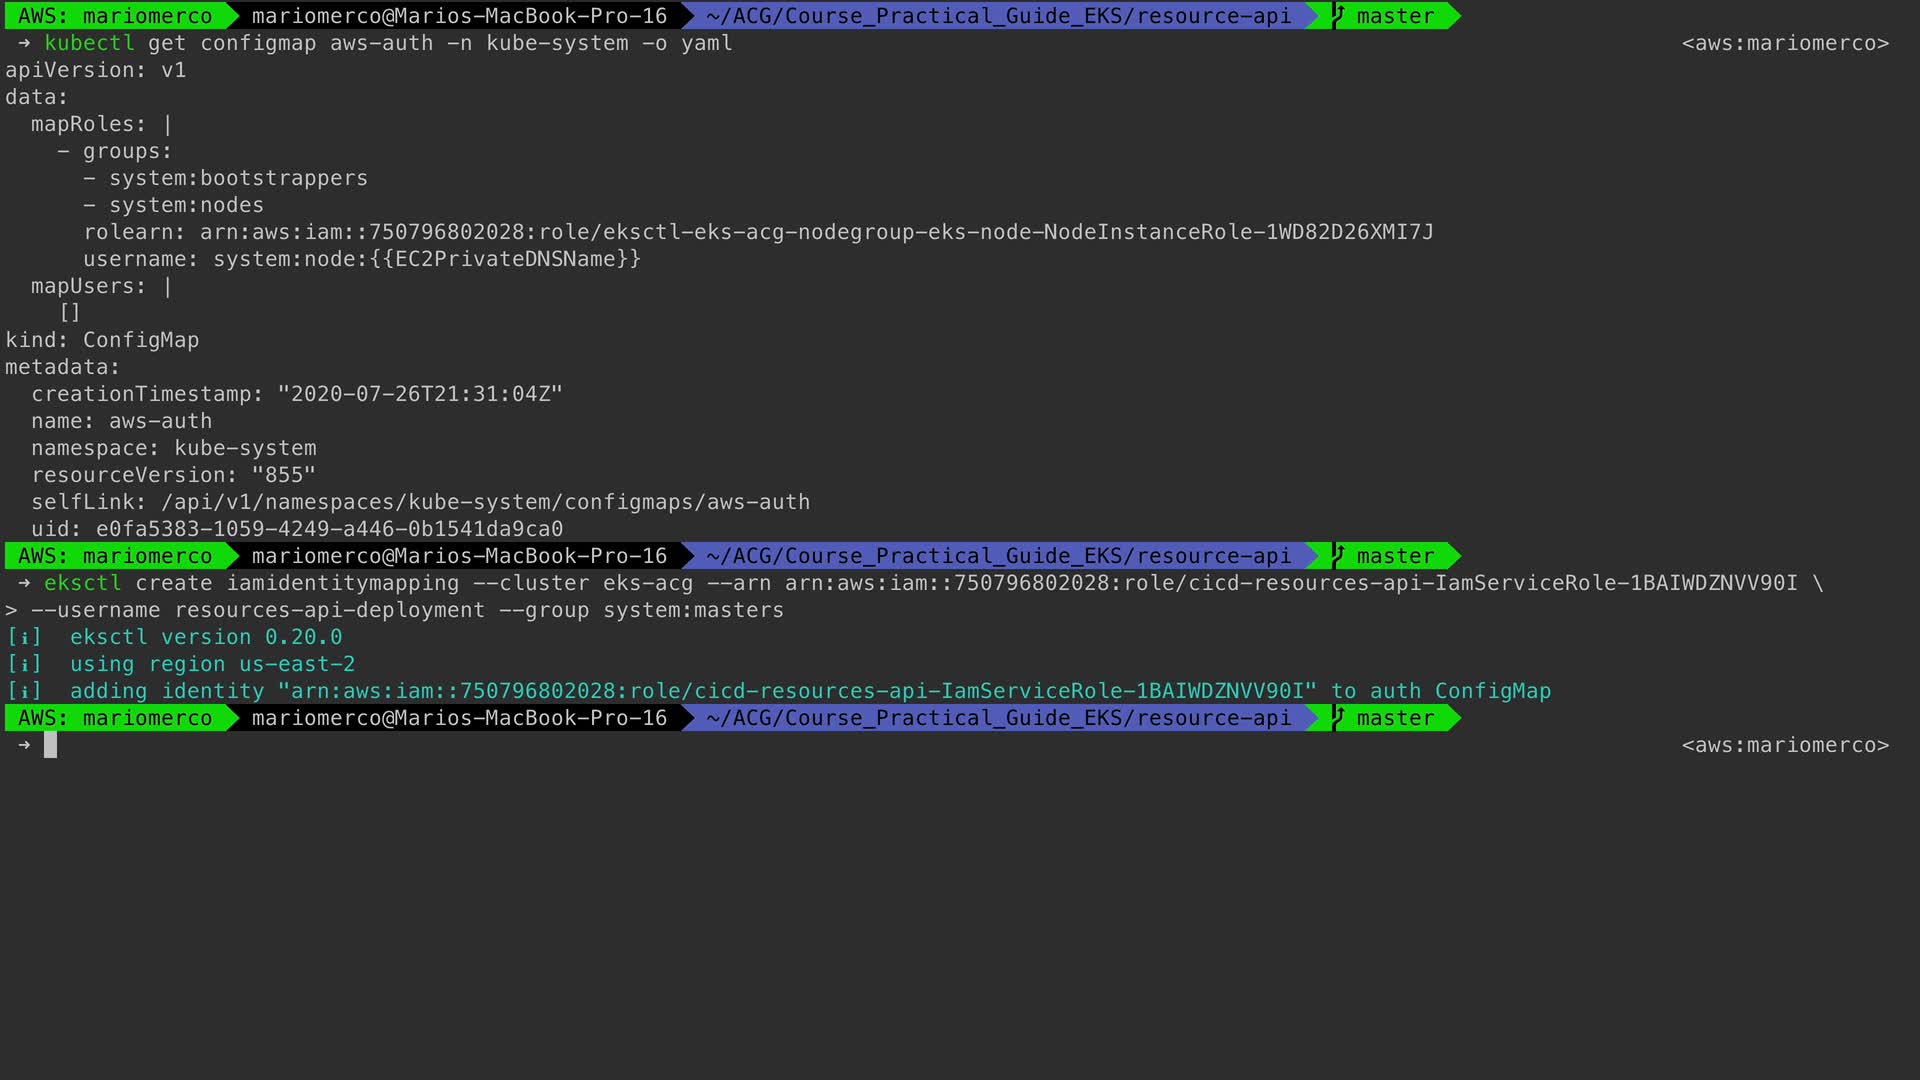 AWS: mariomerco mariomerco@Marios-MacBook-Pro-16 ~/ACG/Course_Practical_Guide_EKS/resource-api master
→ kubectl get configmap aws-auth -n kube-system -o yaml <aws:mariomerco>
apiVersion: v1
data:
  mapRoles: |
    - groups:
      - system:bootstrappers
      - system:nodes
      rolearn: arn:aws:iam::750796802028:role/eksctl-eks-acg-nodegroup-eks-node-NodeInstanceRole-1WD82D26XMI7J
      username: system:node:{{EC2PrivateDNSName}}
  mapUsers: |
    []
kind: ConfigMap
metadata:
  creationTimestamp: "2020-07-26T21:31:04Z"
  name: aws-auth
  namespace: kube-system
  resourceVersion: "855"
  selfLink: /api/v1/namespaces/kube-system/configmaps/aws-auth
  uid: e0fa5383-1059-4249-a446-0b1541da9ca0
AWS: mariomerco mariomerco@Marios-MacBook-Pro-16 ~/ACG/Course_Practical_Guide_EKS/resource-api master
→ eksctl create iamidentitymapping --cluster eks-acg --arn arn:aws:iam::750796802028:role/cicd-resources-api-IamServiceRole-1BAIWDZNVV90I \
> --username resources-api-deployment --group system:masters
[ℹ]  eksctl version 0.20.0
[ℹ]  using region us-east-2
[ℹ]  adding identity "arn:aws:iam::750796802028:role/cicd-resources-api-IamServiceRole-1BAIWDZNVV90I" to auth ConfigMap
AWS: mariomerco mariomerco@Marios-MacBook-Pro-16 ~/ACG/Course_Practical_Guide_EKS/resource-api master
→ <aws:mariomerco>